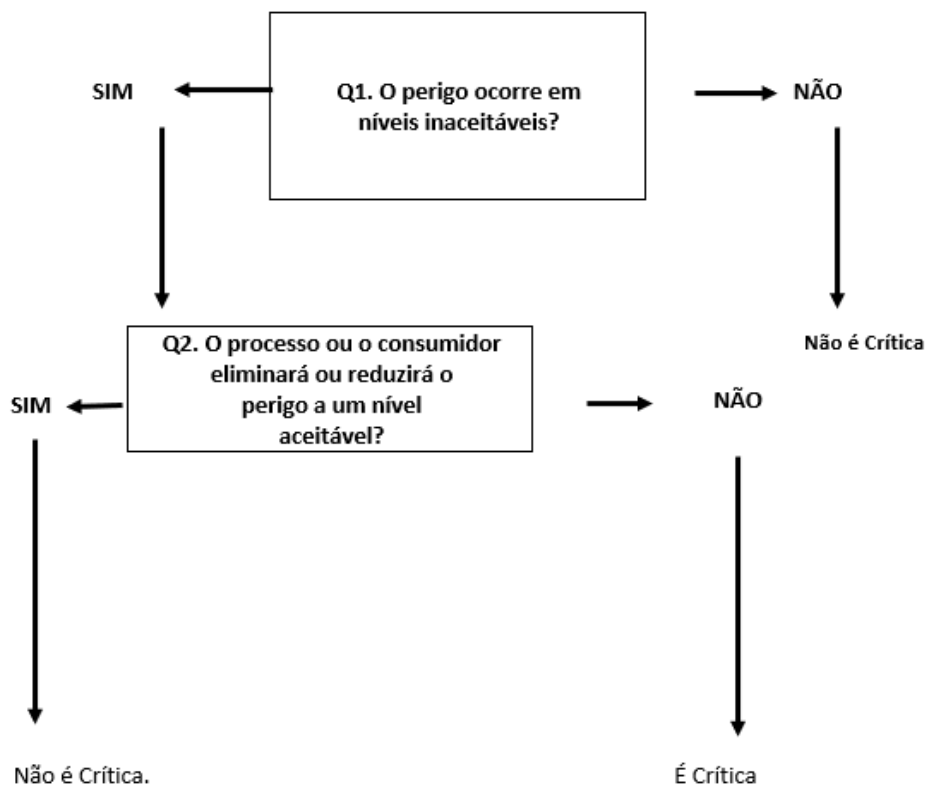 SIM
Q1. O perigo ocorre em
níveis inaceitáveis?
NÃO
Não é Crítica
Q2. O processo ou o consumidor
eliminará ou reduzirá o
perigo a um nível
aceitável?
SIM
NÃO
Não é Crítica.
É Crítica